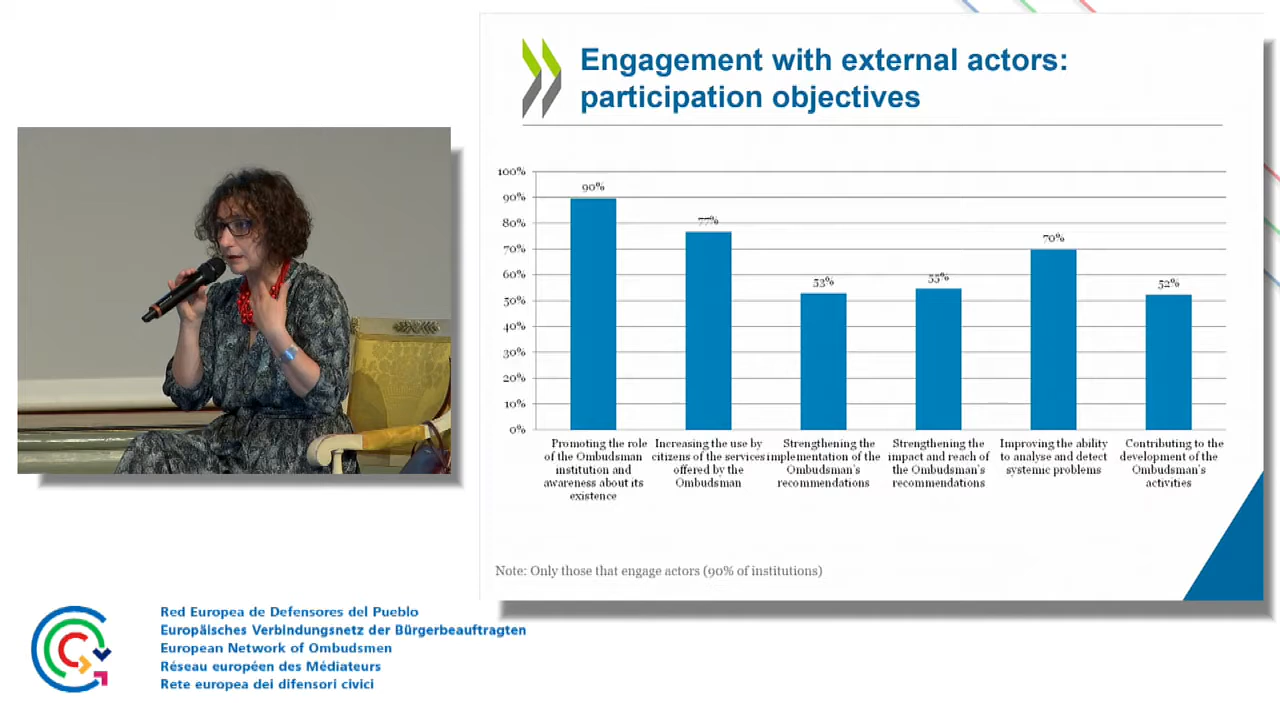 Engagement with external actors:
participation objectives
100%
90%
80%
70%
60%
50%
40%
30%
20%
10%
0%
90%
77%
53%
55%
70%
52%
Promoting the role
of the Ombudsman
institution and
awareness about its
existence
Increasing the use by
citizens of the services
offered by the
Ombudsman
Strengthening the
implementation of the
Ombudsman's
recommendations
Strengthening the
impact and reach of
the Ombudsman's
recommendations
Improving the ability
to analyse and detect
systemic problems
Contributing to the
development of the
Ombudsman's
activities
Note: Only those that engage actors (90% of institutions)
Red Europea de Defensores del Pueblo
Europäisches Verbindungsnetz der Bürgerbeauftragten
European Network of Ombudsmen
Réseau européen des Médiateurs
Rete europea dei difensori civici